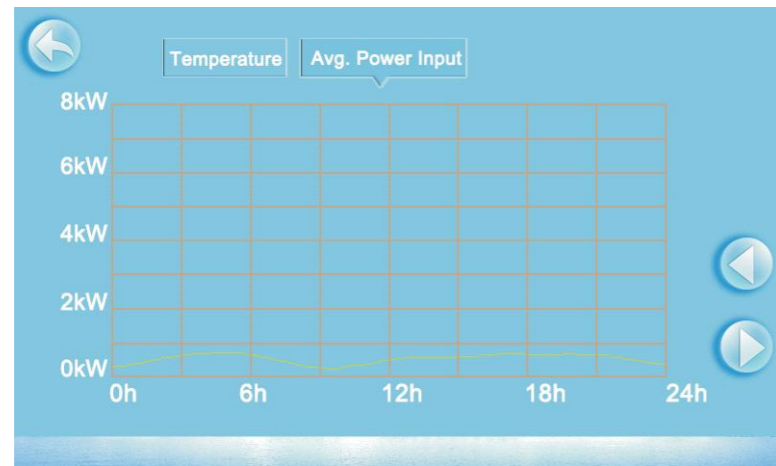 Temperature
Avg. Power Input
8kW
6kW
4kW
2kW
0kW
0h 6h 12h 18h 24h